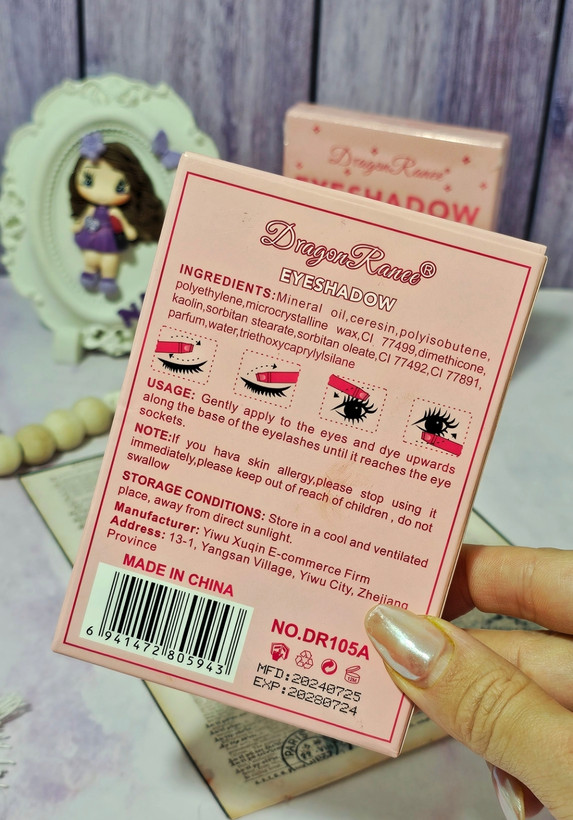 DragonRanee
EYESHADOW
DragonRanee®
EYESHADOW
INGREDIENTS:Mineral oil,ceresin,polyisobutene,
polyethylene,microcrystalline wax,CI 77499,dimethicone,
kaolin,sorbitan stearate,sorbitan oleate,CI 77492,CI 77891,
parfum,water,triethoxycaprylylsilane
USAGE: Gently apply to the eyes and dye upwards
along the base of the eyelashes until it reaches the eye
sockets.
NOTE:If you hava skin allergy,please stop using it
immediately,please keep out of reach of children , do not
swallow
STORAGE CONDITIONS: Store in a cool and ventilated
place, away from direct sunlight.
Manufacturer: Yiwu Xuqin E-commerce Firm
Address: 13-1, Yangsan Village, Yiwu City, Zhejiang
Province
MADE IN CHINA
6 941472 805943
NO.DR105A
MFD:20240725
EXP:20280724
PARIS